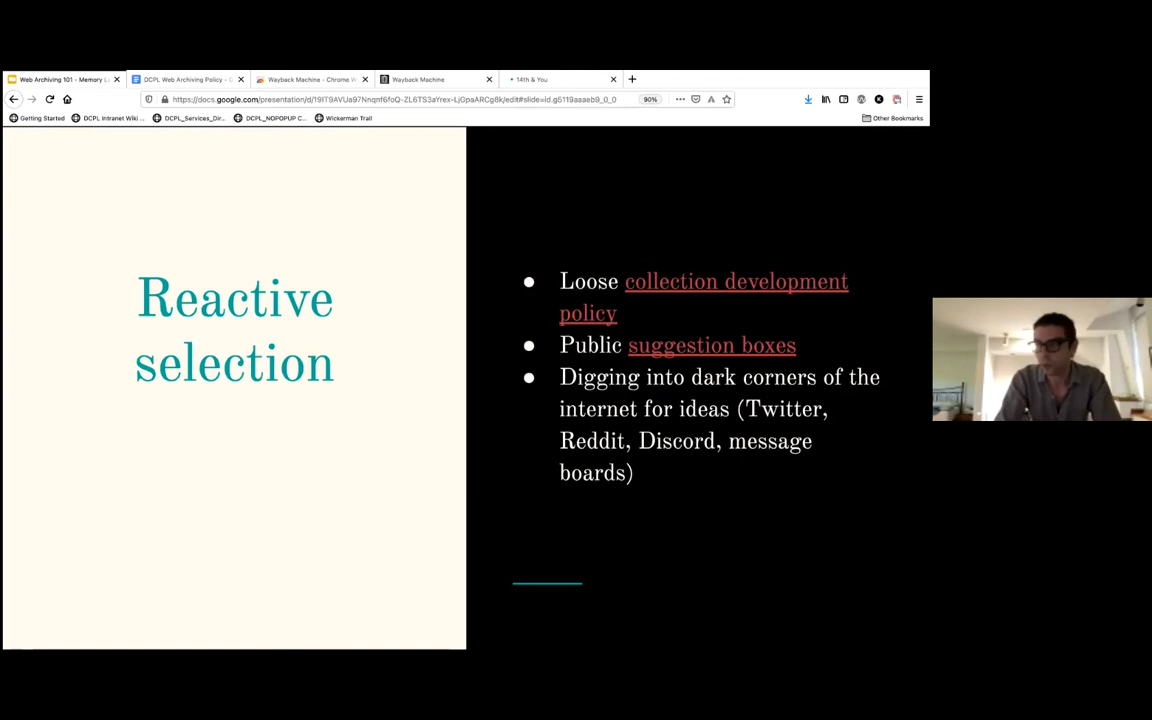 Web Archiving 101 - Memory L
DCPL Web Archiving Policy - G
Wayback Machine - Chrome W
Wayback Machine
14th & You
90%
Getting Started
DCPL Intranet Wiki ...
DCPL_Services_Dir...
DCPL_NOPOPUP C...
Wickerman Trail
Other Bookmarks
Reactive
selection
● Loose collection development
policy
● Public suggestion boxes
● Digging into dark corners of the
internet for ideas (Twitter,
Reddit, Discord, message
boards)